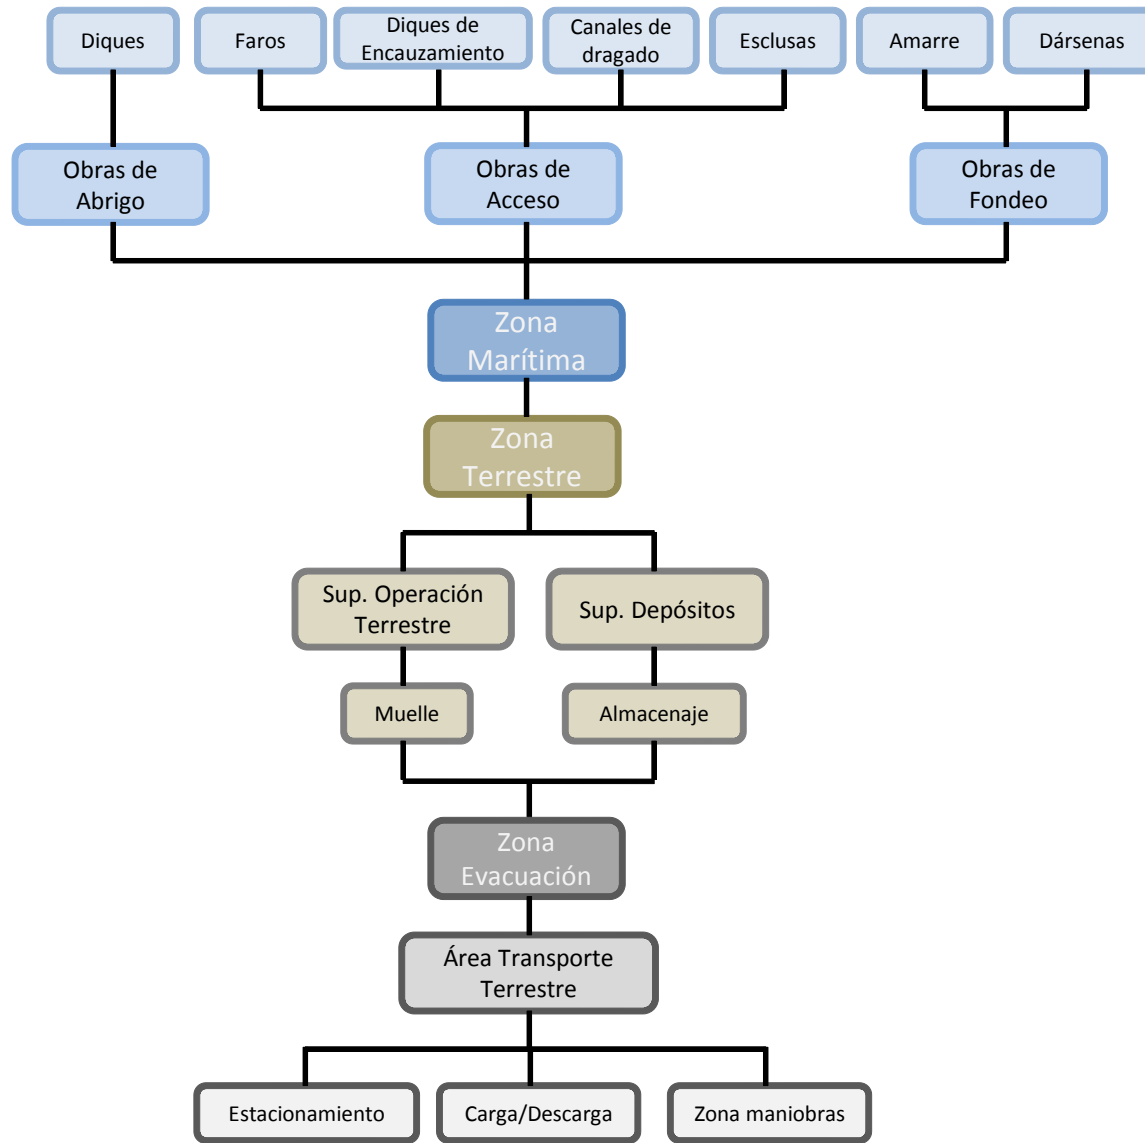 Diques
Faros
Diques de
Encauzamiento
Canales de
dragado
Esclusas
Amarre
Dársenas
Obras de
Abrigo
Obras de
Acceso
Obras de
Fondeo
Zona
Marítima
Zona
Terrestre
Sup. Operación
Terrestre
Sup. Depósitos
Muelle
Almacenaje
Zona
Evacuación
Área Transporte
Terrestre
Estacionamiento
Carga/Descarga
Zona maniobras